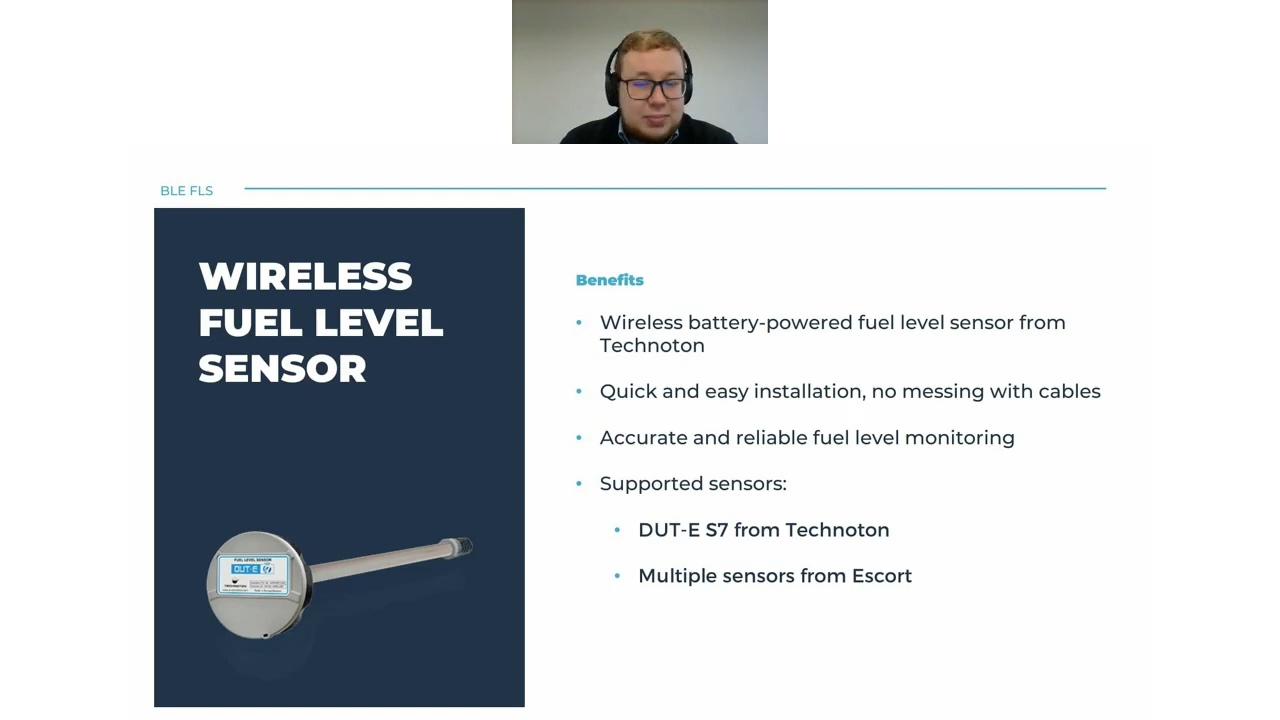 BLE FLS
WIRELESS
FUEL LEVEL
SENSOR
Benefits
• Wireless battery-powered fuel level sensor from
Technoton
• Quick and easy installation, no messing with cables
• Accurate and reliable fuel level monitoring
• Supported sensors:
• DUT-E S7 from Technoton
• Multiple sensors from Escort
FUEL LEVEL SENSOR
DUT-E
TECHNOTON